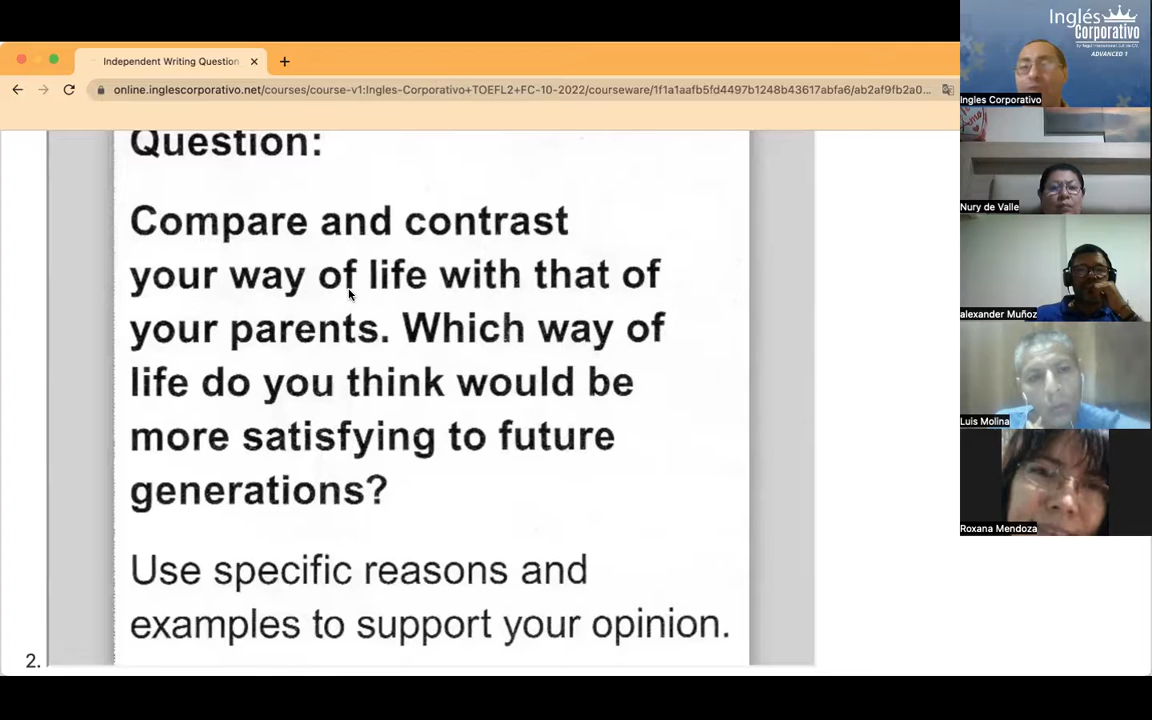 Independent Writing Question
online.inglescorporativo.net/courses/course-v1:Ingles-Corporativo+TOEFL2+FC-10-2022/courseware/1f1a1aafb5fd4497b1248b43617abfa6/ab2af9fb2a0...
Question:
Compare and contrast
your way of life with that of
your parents. Which way of
life do you think would be
more satisfying to future
generations?
Use specific reasons and
examples to support your opinion.
2.
Inglés
Corporativo
ADVANCED 1
Ingles Corporativo
Nury de Valle
alexander Muñoz
Luis Molina
Roxana Mendoza